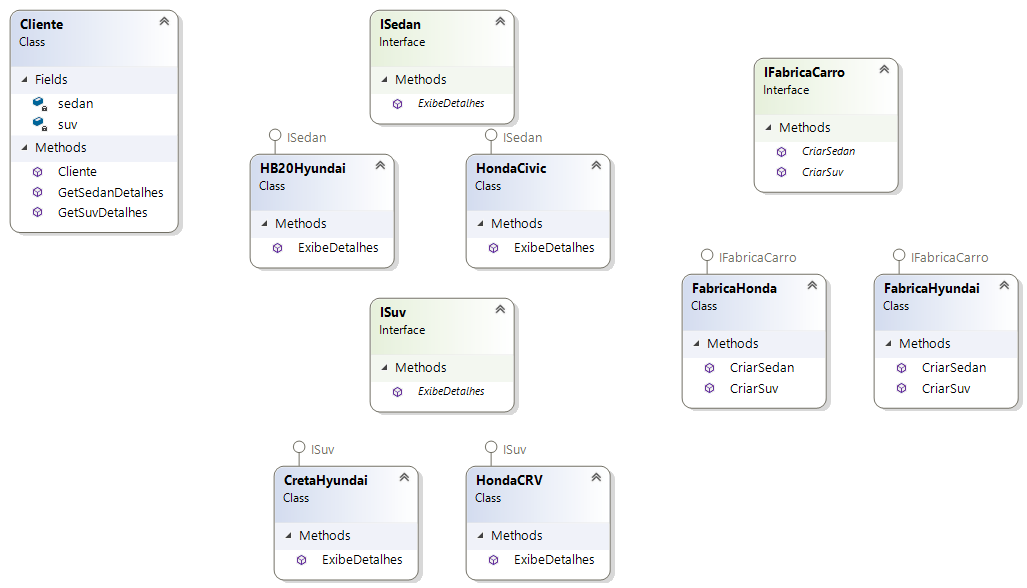 Cliente
Class
Fields
sedan
suv
Methods
Cliente
GetSedanDetalhes
GetSuvDetalhes
ISedan
Interface
Methods
ExibeDetalhes
ISedan
HB20Hyundai
Class
Methods
ExibeDetalhes
ISedan
HondaCivic
Class
Methods
ExibeDetalhes
ISuv
Interface
Methods
ExibeDetalhes
ISuv
CretaHyundai
Class
Methods
ExibeDetalhes
ISuv
HondaCRV
Class
Methods
ExibeDetalhes
IFabricaCarro
Interface
Methods
CriarSedan
CriarSuv
IFabricaCarro
FabricaHonda
Class
Methods
CriarSedan
CriarSuv
IFabricaCarro
FabricaHyundai
Class
Methods
CriarSedan
CriarSuv